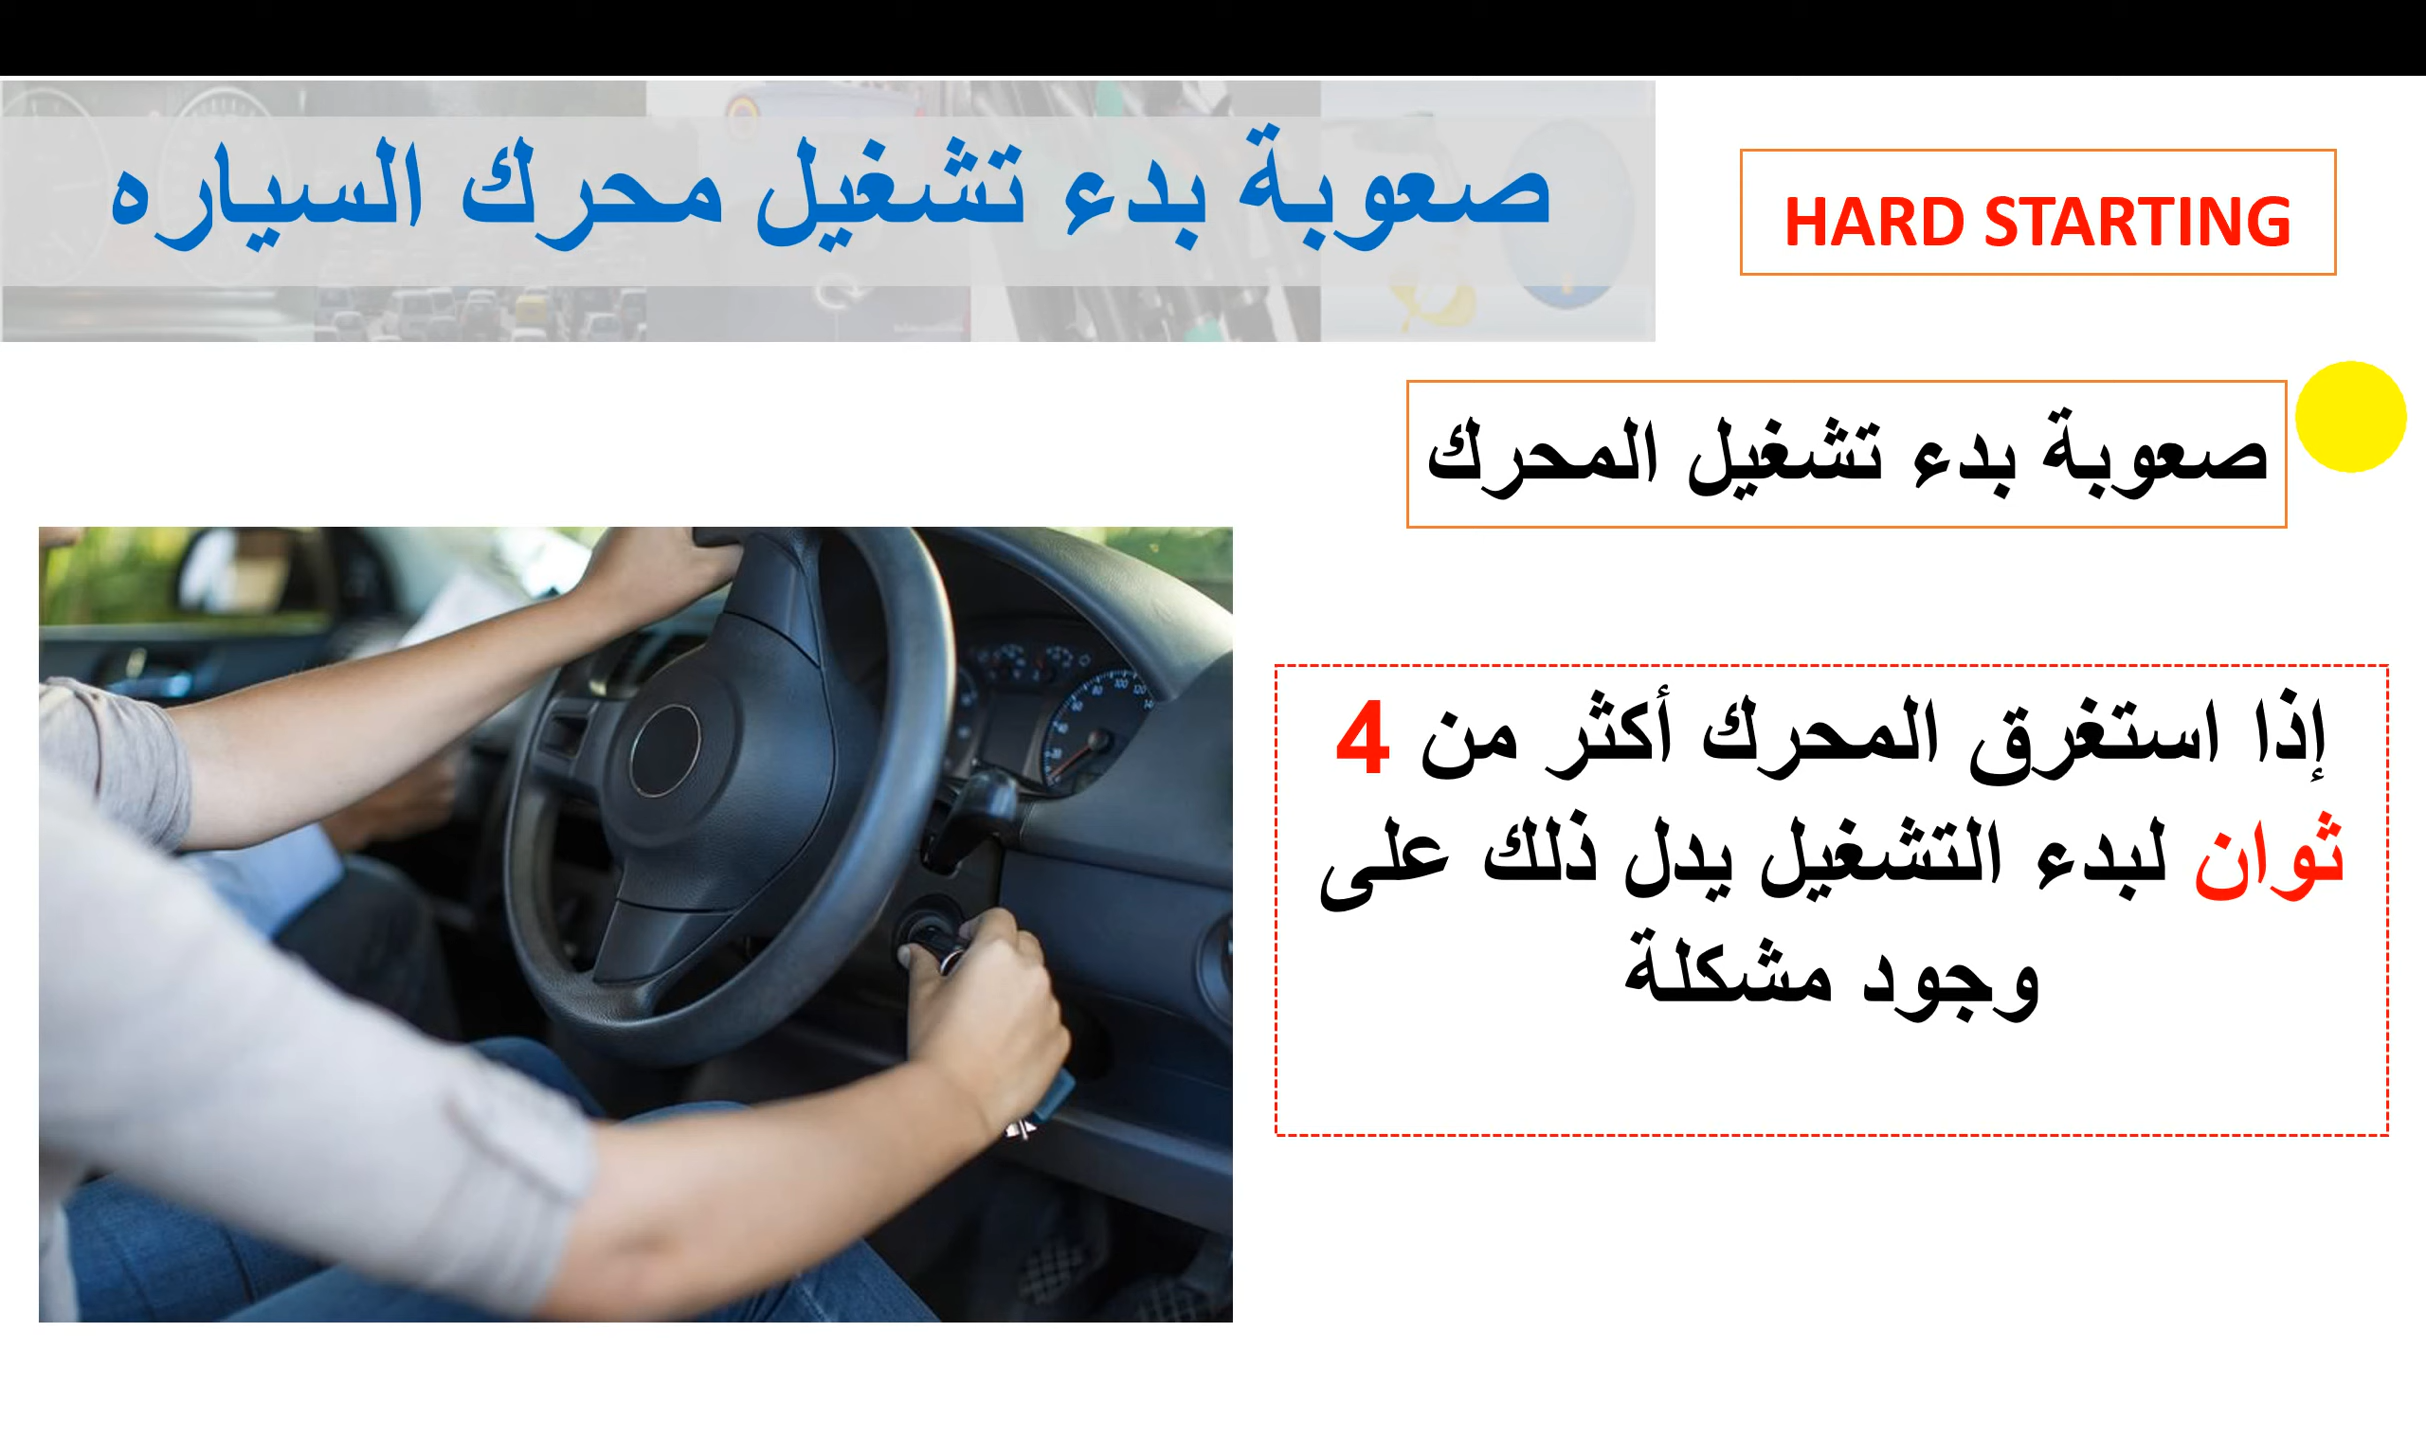 صعوبة بدء تشغيل محرك السياره
HARD STARTING
صعوبة بدء تشغيل المحرك
إذا استغرق المحرك أكثر من 4
ثوان لبدء التشغيل يدل ذلك على
وجود مشكلة